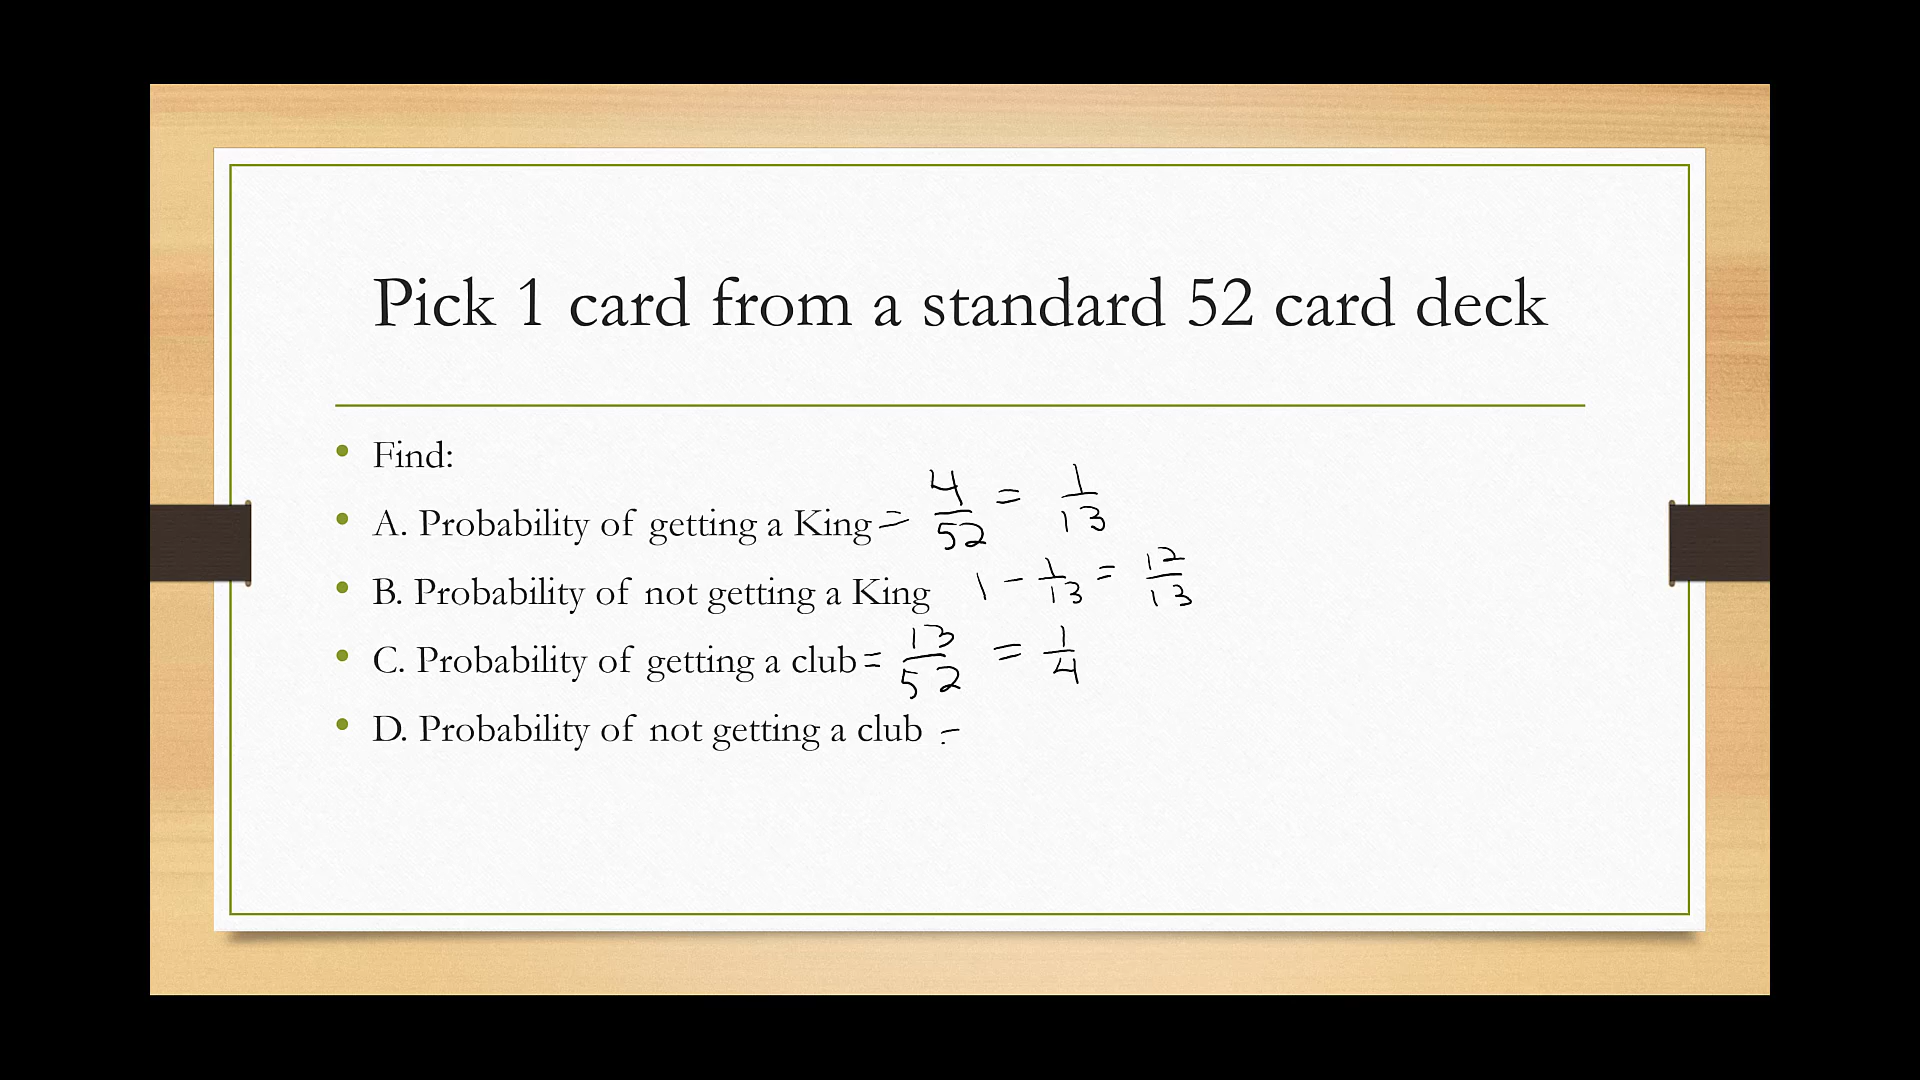 Pick 1 card from a standard 52 card deck
• Find:
• A. Probability of getting a King = 4/52 = 1/13
• B. Probability of not getting a King 1 - 1/13 = 12/13
• C. Probability of getting a club = 13/52 = 1/4
• D. Probability of not getting a club =